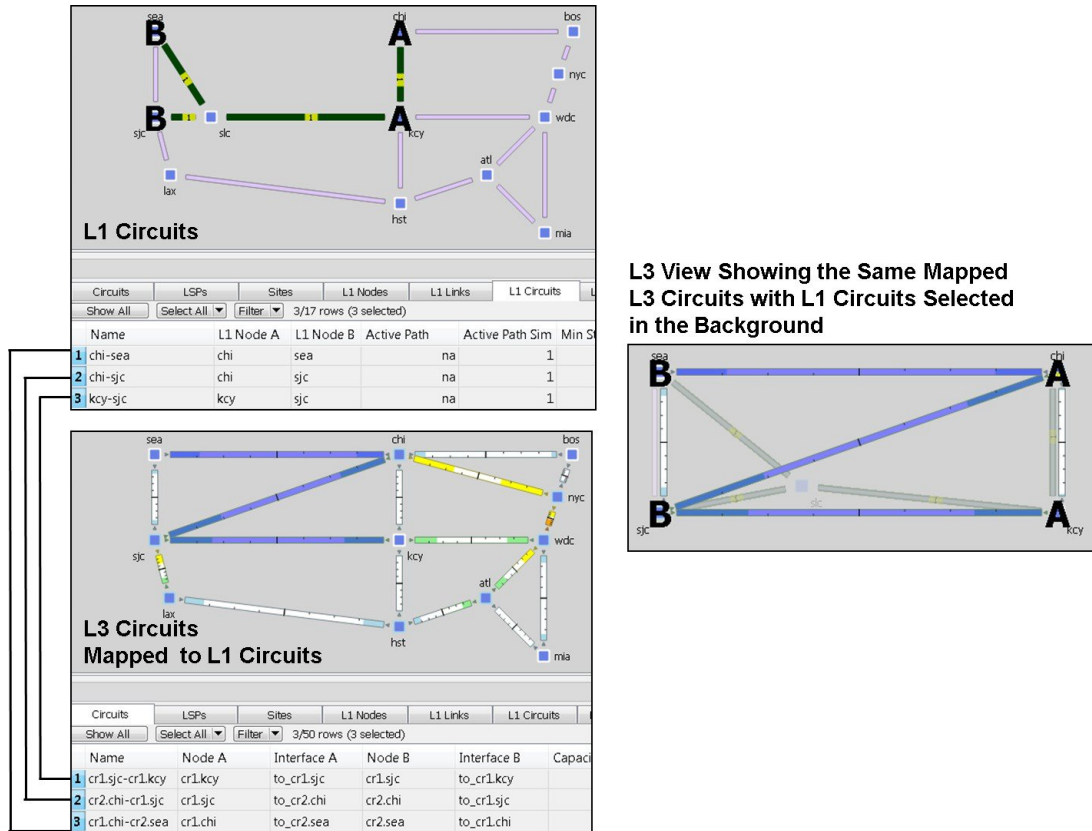 sea
chi
bos
B
A
nyc
B
A
wdc
sjc
slc
kcy
1
1
1
1
atl
lax
hst
mia
L1 Circuits
Circuits LSPs Sites L1 Nodes L1 Links L1 Circuits L
Show All Select All Filter 3/17 rows (3 selected)
Name L1 Node A L1 Node B Active Path Active Path Sim Min St
1 chi-sea chi sea na 1
2 chi-sjc chi sjc na 1
3 kcy-sjc kcy sjc na 1
sea
chi
bos
nyc
sjc
kcy
wdc
atl
lax
hst
mia
L3 Circuits
Mapped to L1 Circuits
Circuits LSPs Sites L1 Nodes L1 Links L1 Circuits
Show All Select All Filter 3/50 rows (3 selected)
Name Node A Interface A Node B Interface B Capaci
1 cr1.sjc-cr1.kcy cr1.kcy to_cr1.sjc cr1.sjc to_cr1.kcy
2 cr2.chi-cr1.sjc cr1.sjc to_cr2.chi cr2.chi to_cr1.sjc
3 cr1.chi-cr2.sea cr1.chi to_cr2.sea cr2.sea to_cr1.chi
L3 View Showing the Same Mapped
L3 Circuits with L1 Circuits Selected
in the Background
sea
chi
B
A
slc
B
A
sjc
kcy